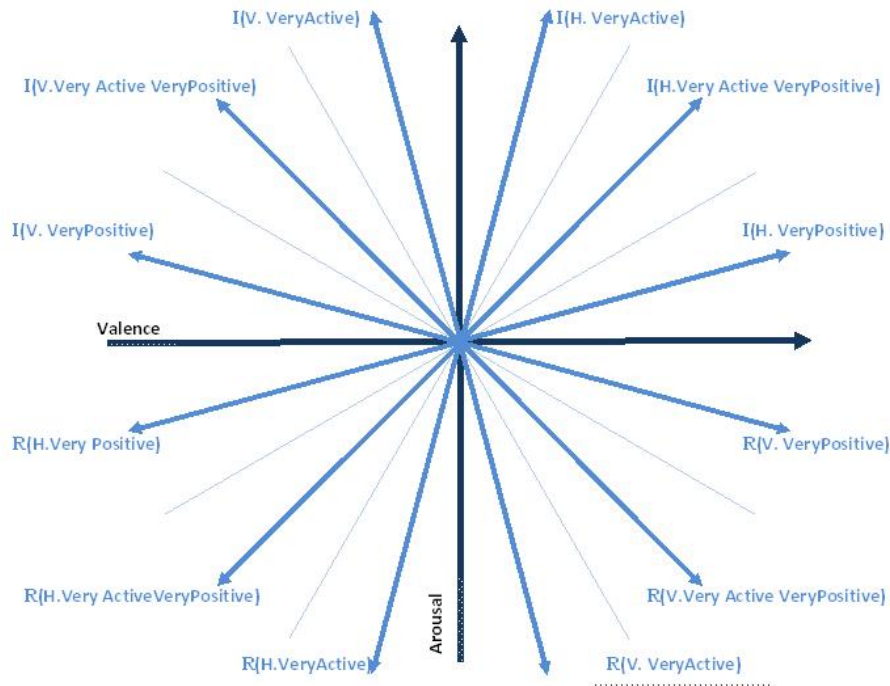 I(V. VeryActive)
I(H. VeryActive)
I(V.Very Active VeryPositive)
I(H.Very Active VeryPositive)
I(V. VeryPositive)
I(H. VeryPositive)
Valence
R(H.Very Positive)
R(V. VeryPositive)
R(H.Very ActiveVeryPositive)
R(V.Very Active VeryPositive)
Arousal
R(H.VeryActive)
R(V. VeryActive)